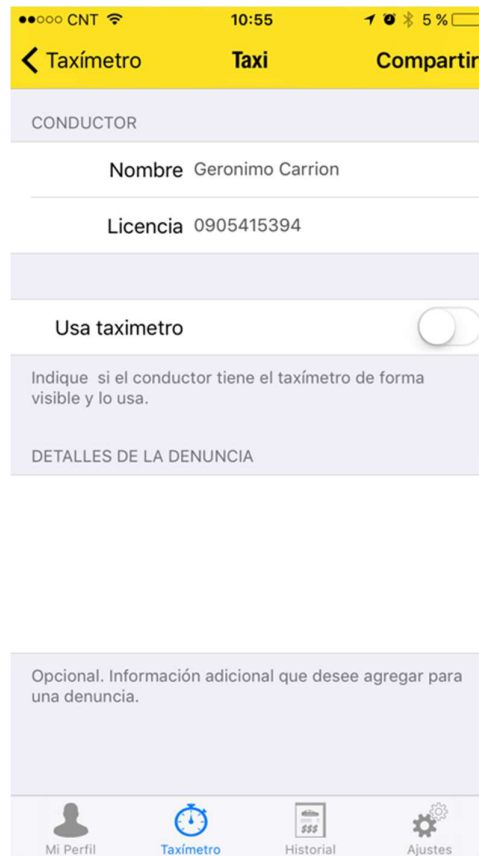 CNT 10:55 5 %
Taxímetro Taxi Compartir
CONDUCTOR
Nombre Geronimo Carrion
Licencia 0905415394
Usa taximetro
Indique si el conductor tiene el taxímetro de forma
visible y lo usa.
DETALLES DE LA DENUNCIA
Opcional. Información adicional que desee agregar para
una denuncia.
$$$
Mi Perfil Taxímetro Historial Ajustes